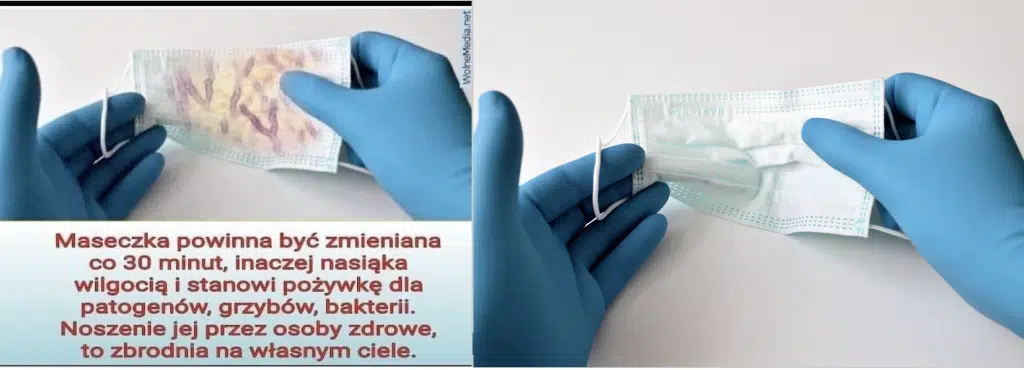 WolneMedia.net
Maseczka powinna być zmieniana
co 30 minut, inaczej nasiąka
wilgocią i stanowi pożywkę dla
patogenów, grzybów, bakterii.
Noszenie jej przez osoby zdrowe,
to zbrodnia na własnym ciele.